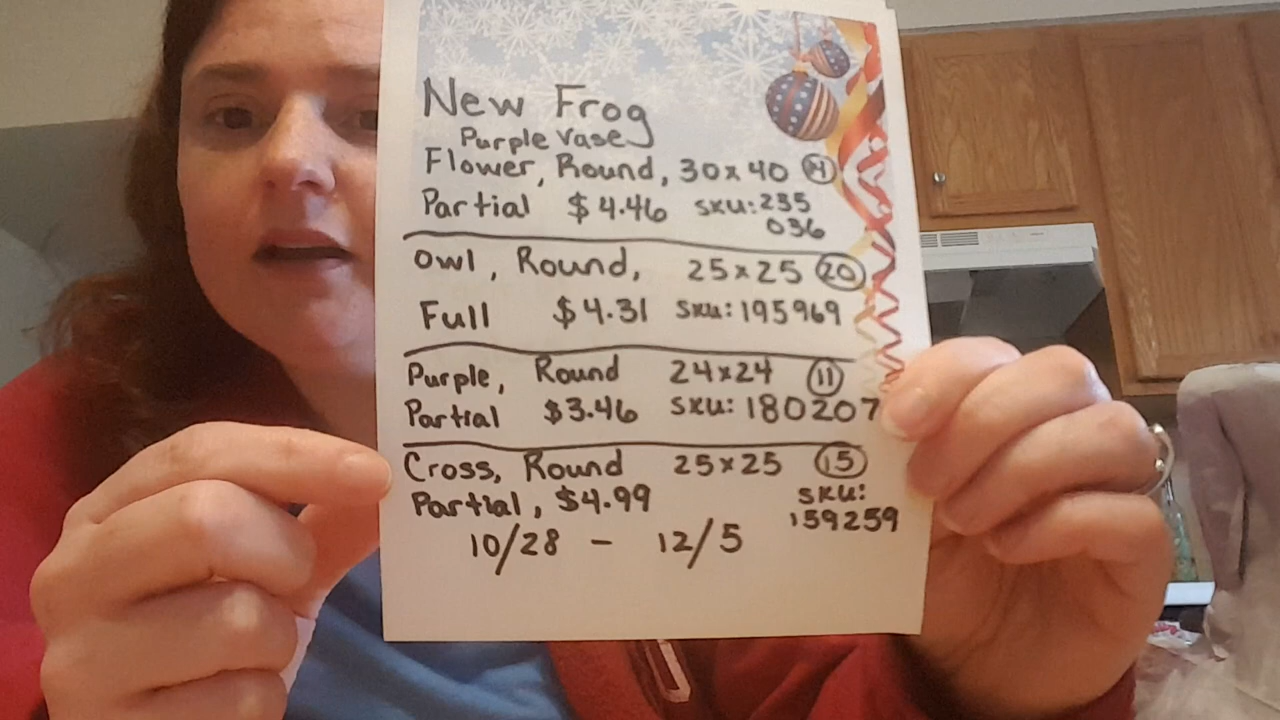 New Frog
Purple Vase
Flower, Round, 30x40
Partial $4.46 sku: 235
036
Owl, Round, 25x25 20
Full $4.31 sku: 195969
Purple, Round 24x24 11
Partial $3.46 sku: 180207
Cross, Round 25x25 15
Partial, $4.99 sku:
159259
10/28 - 12/5